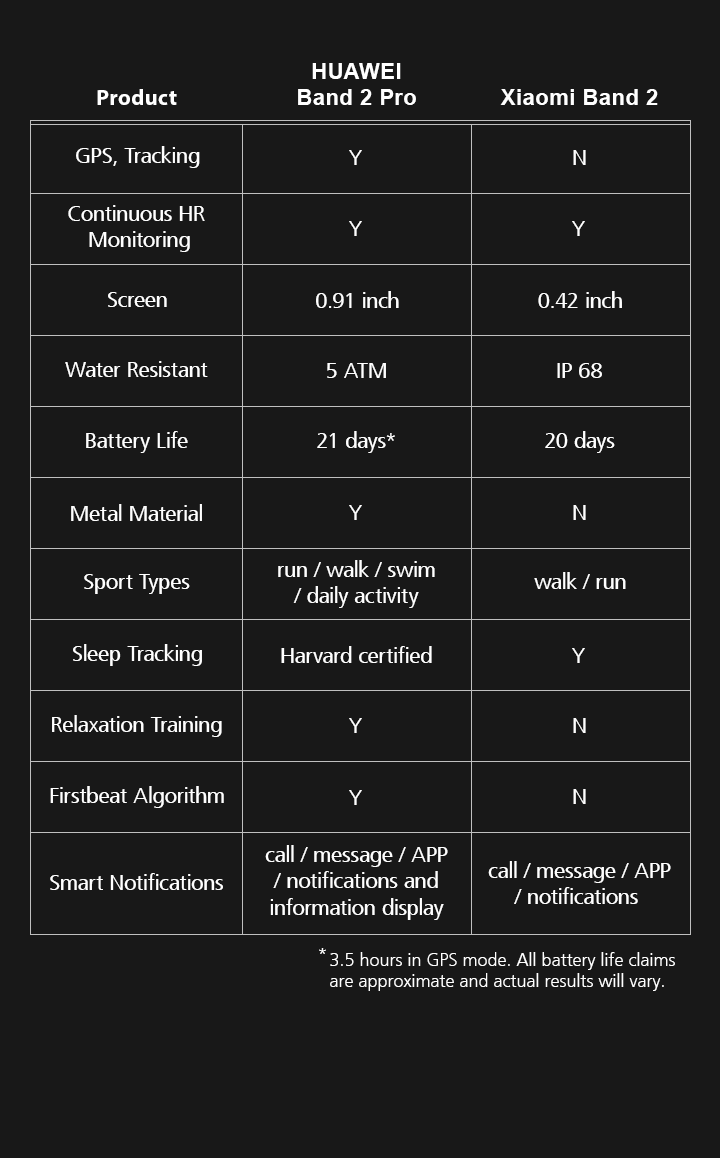 HUAWEI
Product Band 2 Pro Xiaomi Band 2
GPS, Tracking Y N
Continuous HR
Monitoring Y Y
Screen 0.91 inch 0.42 inch
Water Resistant 5 ATM IP 68
Battery Life 21 days* 20 days
Metal Material Y N
Sport Types run / walk / swim
/ daily activity walk / run
Sleep Tracking Harvard certified Y
Relaxation Training Y N
Firstbeat Algorithm Y N
Smart Notifications call / message / APP
/ notifications and
information display call / message / APP
/ notifications
* 3.5 hours in GPS mode. All battery life claims
are approximate and actual results will vary.